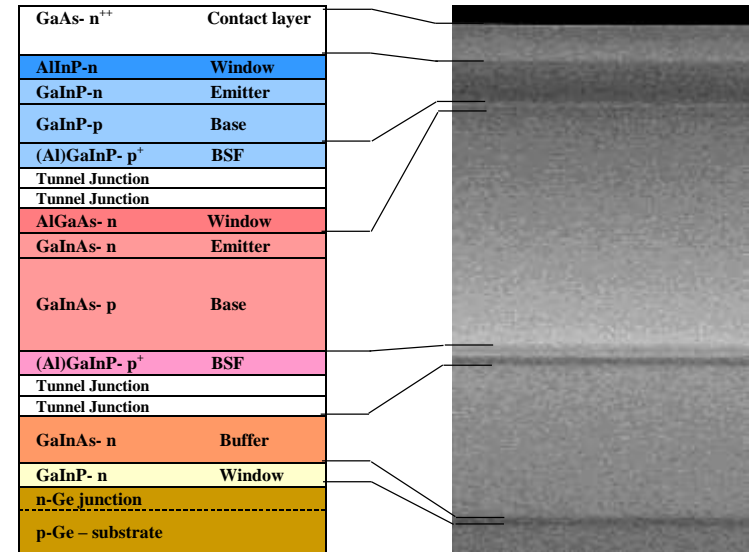 GaAs- n++ Contact layer
AlInP-n Window
GaInP-n Emitter
GaInP-p Base
(Al)GaInP- p+ BSF
Tunnel Junction
Tunnel Junction
AlGaAs- n Window
GaInAs- n Emitter
GaInAs- p Base
(Al)GaInP- p+ BSF
Tunnel Junction
Tunnel Junction
GaInAs- n Buffer
GaInP- n Window
n-Ge junction
p-Ge – substrate